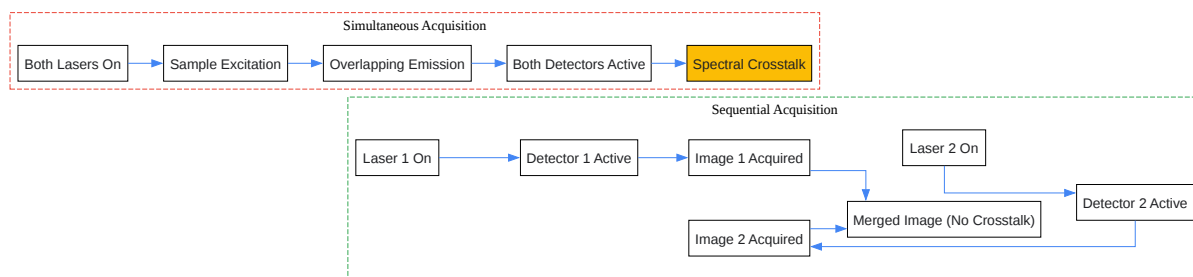 Simultaneous Acquisition
Both Lasers On
Sample Excitation
Overlapping Emission
Both Detectors Active
Spectral Crosstalk
Sequential Acquisition
Laser 1 On
Detector 1 Active
Image 1 Acquired
Laser 2 On
Detector 2 Active
Merged Image (No Crosstalk)
Image 2 Acquired